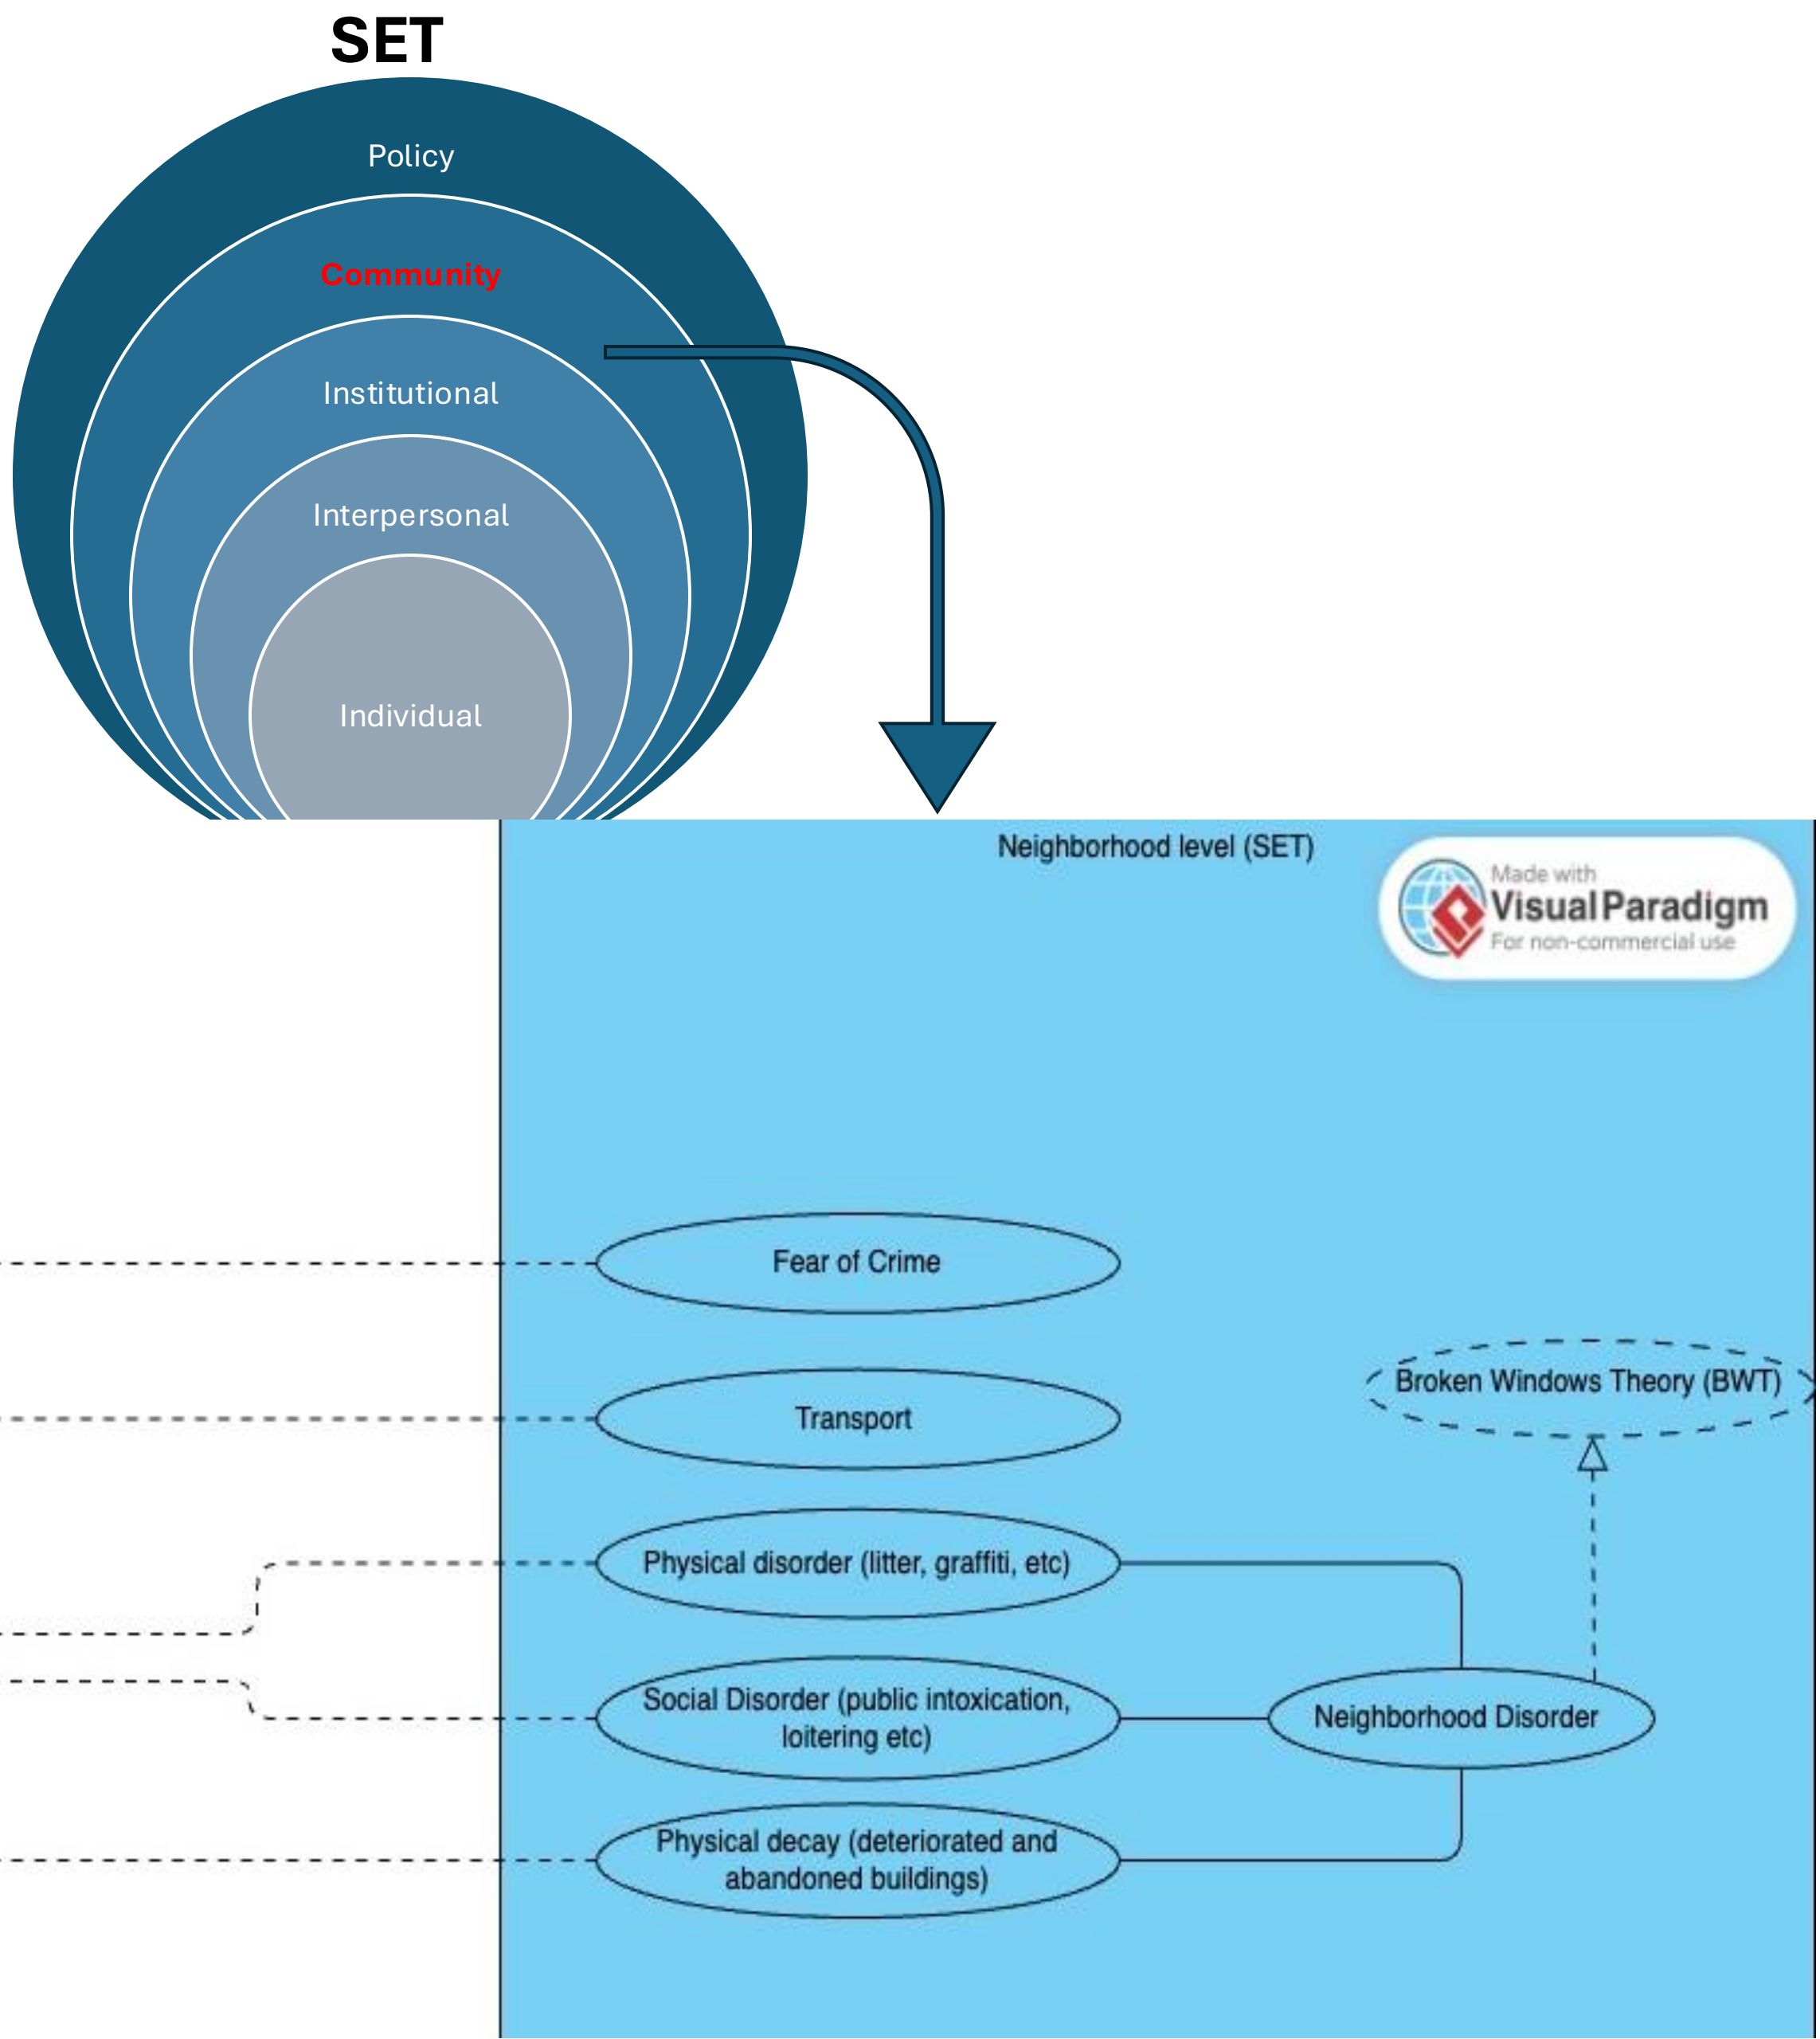 SET
Policy
Community
Institutional
Interpersonal
Individual
Neighborhood level (SET)
Made with
Visual Paradigm
For non-commercial use
Fear of Crime
Broken Windows Theory (BWT)
Transport
Physical disorder (litter, graffiti, etc)
Social Disorder (public intoxication,
loitering etc)
Neighborhood Disorder
Physical decay (deteriorated and
abandoned buildings)